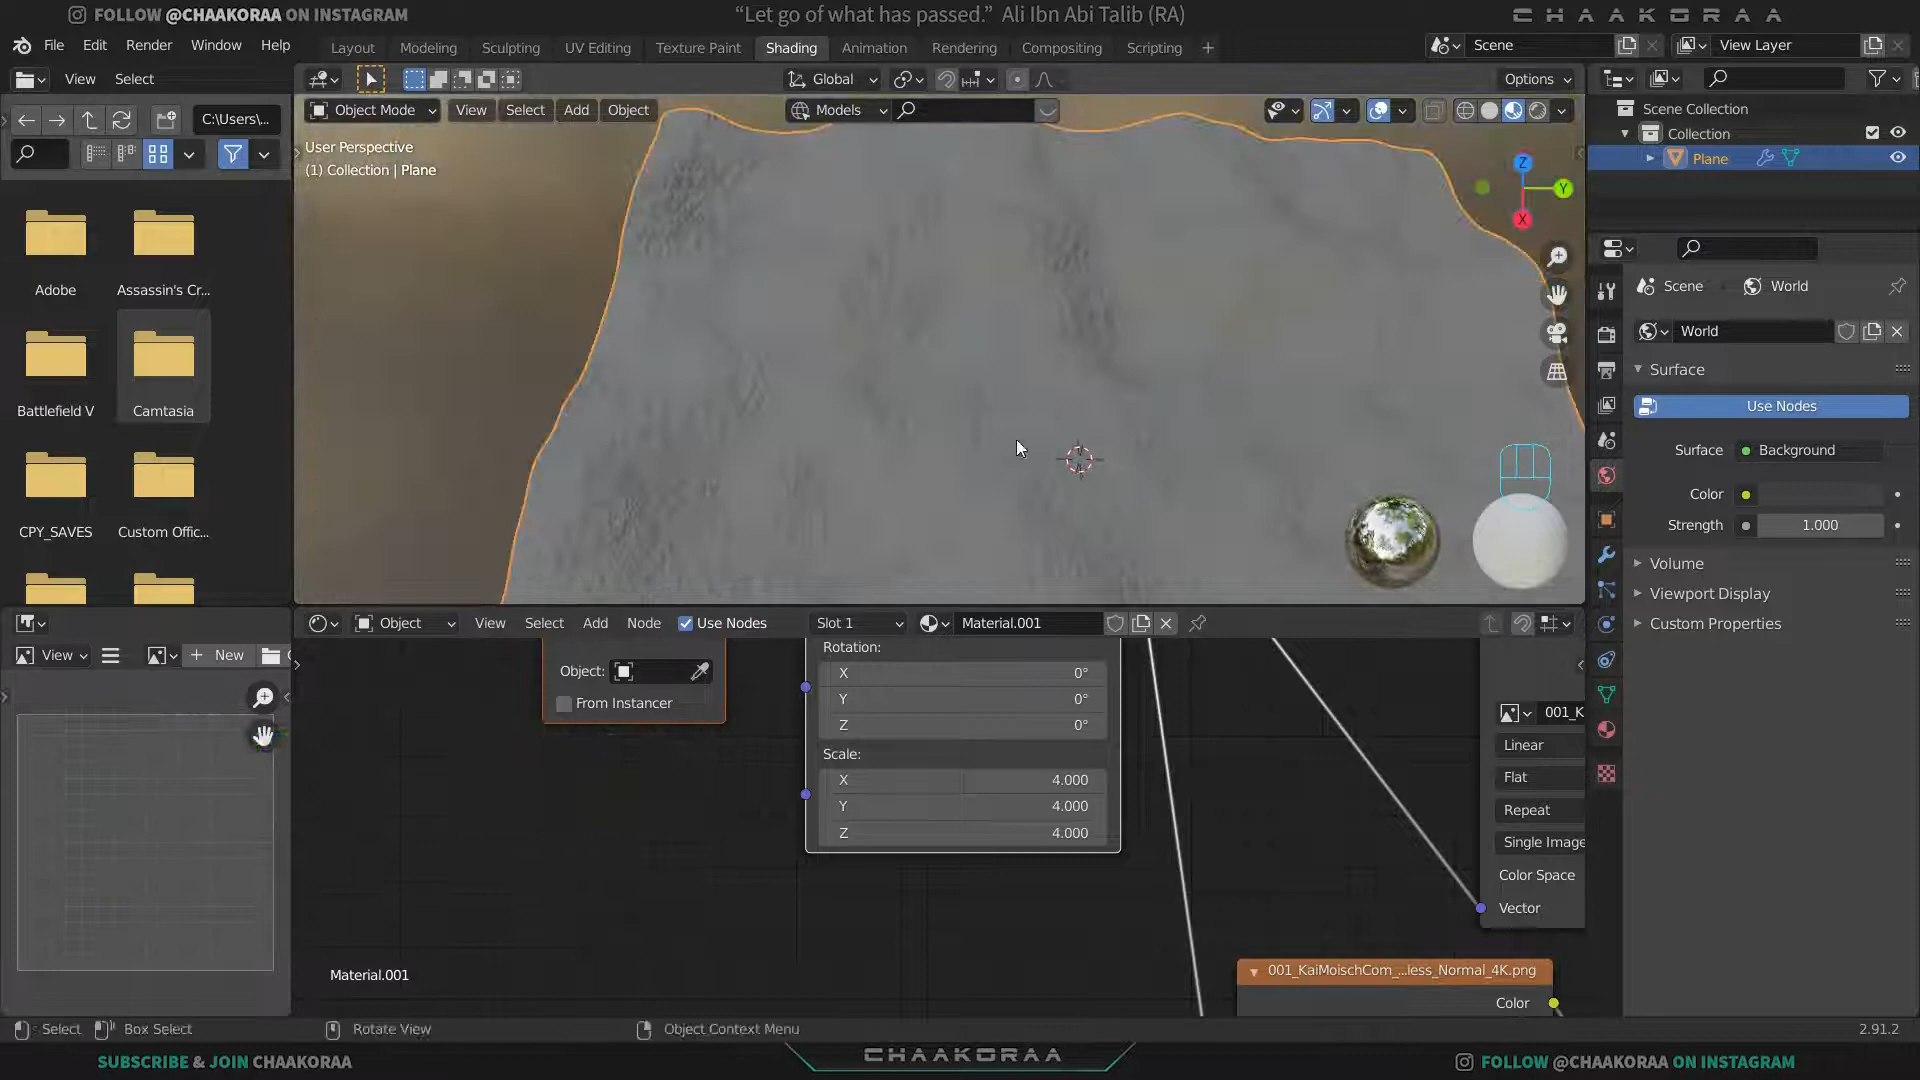 FOLLOW @CHAAKORAA ON INSTAGRAM
“Let go of what has passed.” Ali Ibn Abi Talib (RA)
CHAAKORAA
File Edit Render Window Help
Layout Modeling Sculpting UV Editing Texture Paint Shading Animation Rendering Compositing Scripting +
Scene
View Layer
View Select
Global
Options
C:\Users\...
Object Mode View Select Add Object
Models
Scene Collection
Collection
Plane
User Perspective
(1) Collection | Plane
Z
Y
X
Adobe
Assassin's Cr...
Battlefield V
Camtasia
CPY_SAVES
Custom Offic...
Scene
World
World
Surface
Use Nodes
Surface
Background
Color
Strength
1.000
Volume
Viewport Display
Custom Properties
Object View Select Add Node Use Nodes
Slot 1
Material.001
View
New
Object:
From Instancer
Rotation:
X 0°
Y 0°
Z 0°
Scale:
X 4.000
Y 4.000
Z 4.000
001_K
Linear
Flat
Repeat
Single Image
Color Space
Vector
001_KaiMoischCom_...less_Normal_4K.png
Color
Material.001
Select
Box Select
Rotate View
Object Context Menu
2.91.2
SUBSCRIBE & JOIN CHAAKORAA
CHAAKORAA
FOLLOW @CHAAKORAA ON INSTAGRAM